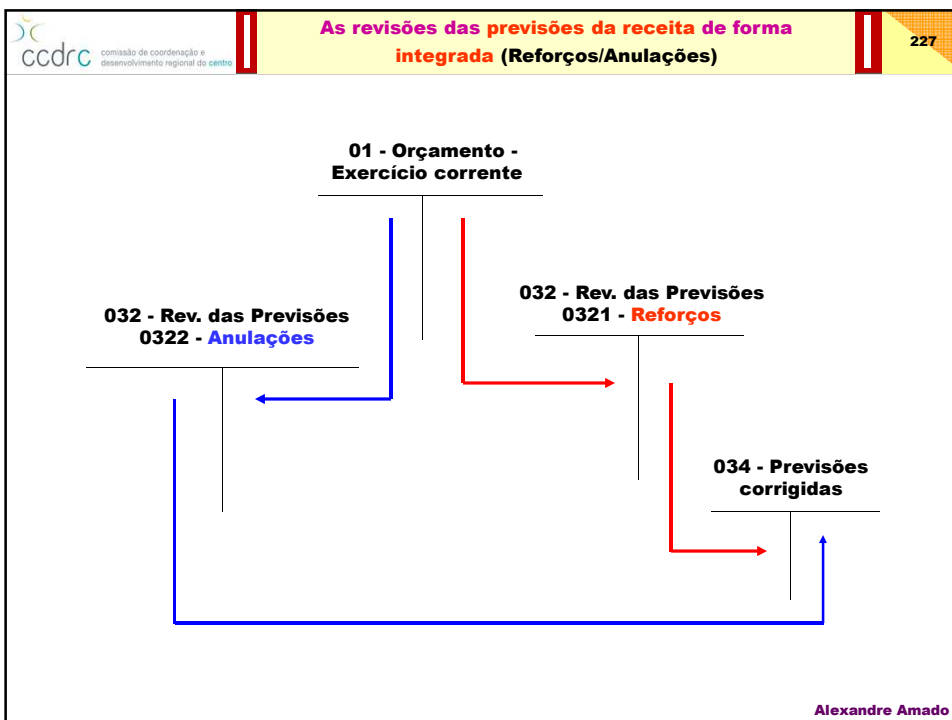 ccdrc
comissão de coordenação e
desenvolvimento regional do centro
As revisões das previsões da receita de forma
integrada (Reforços/Anulações)
227
01 - Orçamento -
Exercício corrente
032 - Rev. das Previsões
0322 - Anulações
032 - Rev. das Previsões
0321 - Reforços
034 - Previsões
corrigidas
Alexandre Amado